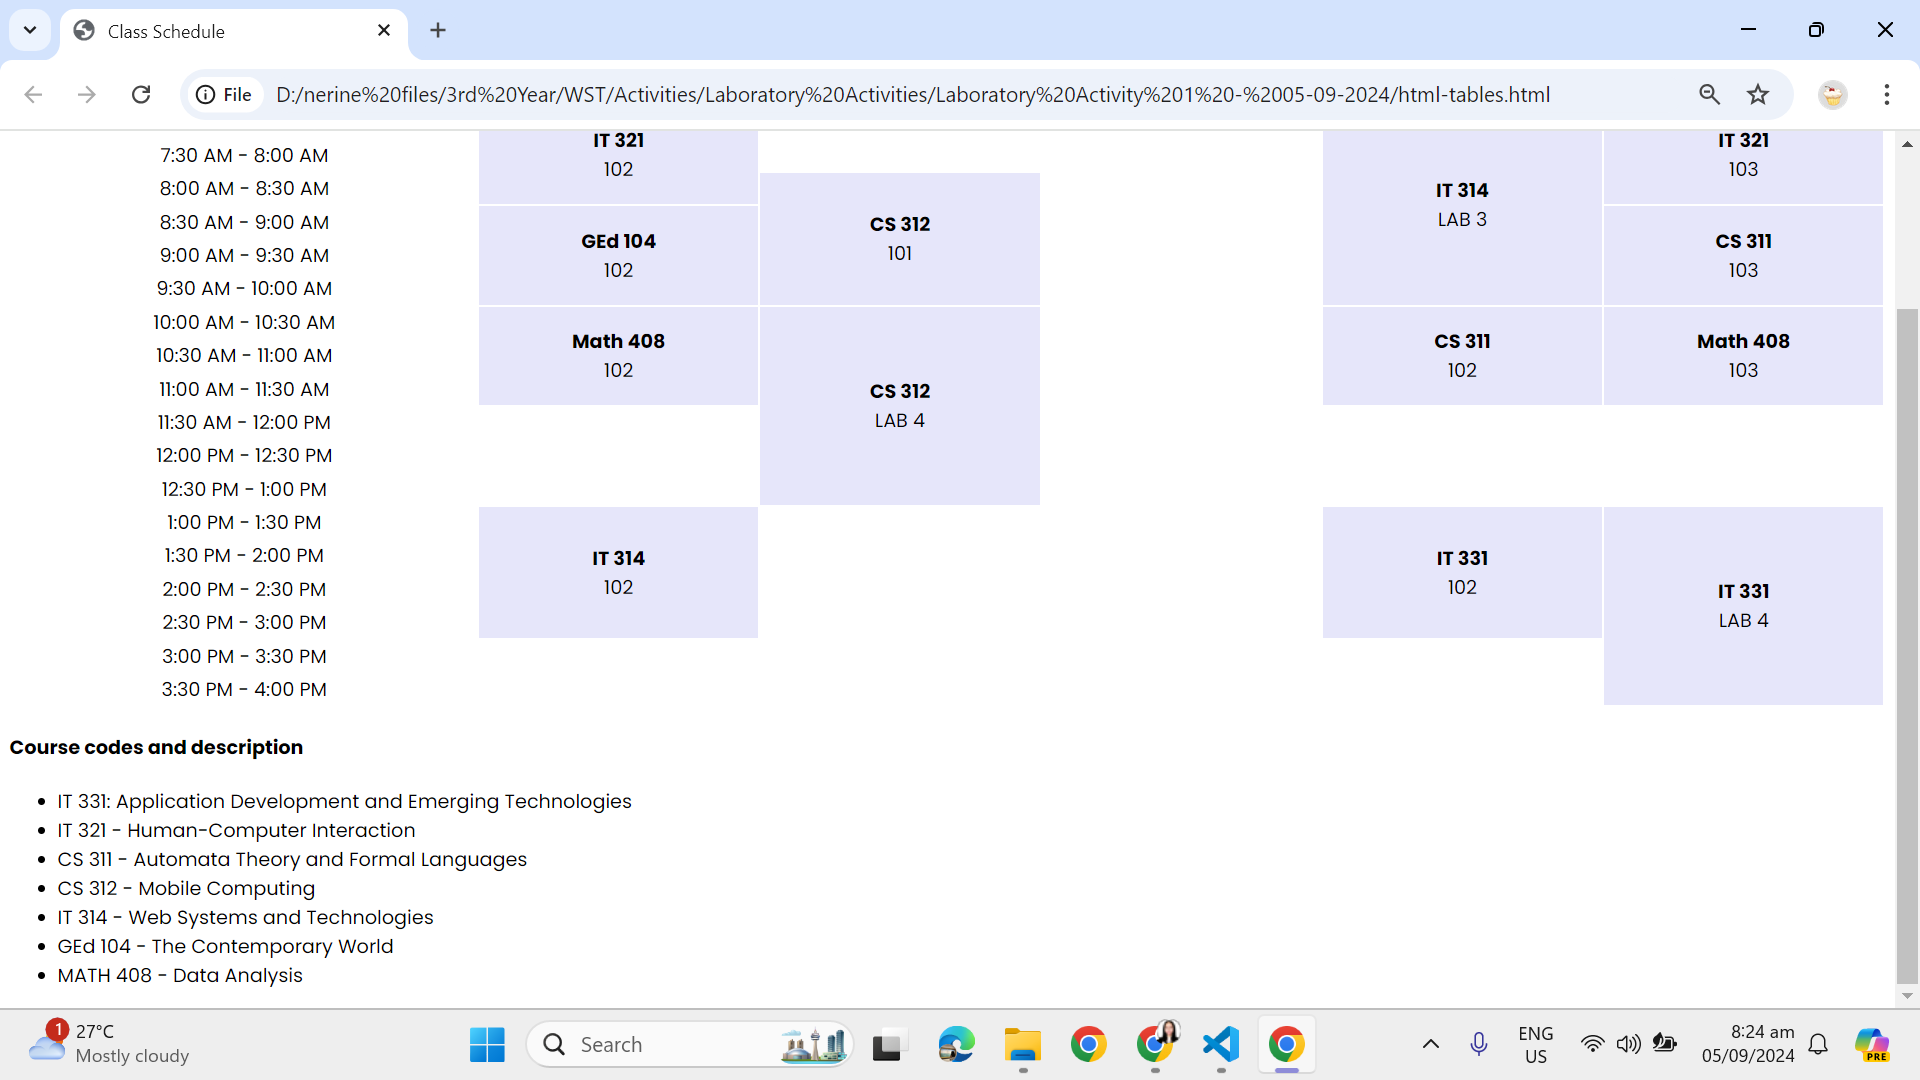 Class Schedule
File
D:/nerine%20files/3rd%20Year/WST/Activities/Laboratory%20Activities/Laboratory%20Activity%201%20-%2005-09-2024/html-tables.html
7:30 AM - 8:00 AM
8:00 AM - 8:30 AM
8:30 AM - 9:00 AM
9:00 AM - 9:30 AM
9:30 AM - 10:00 AM
10:00 AM - 10:30 AM
10:30 AM - 11:00 AM
11:00 AM - 11:30 AM
11:30 AM - 12:00 PM
12:00 PM - 12:30 PM
12:30 PM - 1:00 PM
1:00 PM - 1:30 PM
1:30 PM - 2:00 PM
2:00 PM - 2:30 PM
2:30 PM - 3:00 PM
3:00 PM - 3:30 PM
3:30 PM - 4:00 PM
IT 321
102
GEd 104
102
Math 408
102
IT 314
102
CS 312
101
CS 312
LAB 4
IT 314
LAB 3
CS 311
102
IT 331
102
IT 321
103
CS 311
103
Math 408
103
IT 331
LAB 4
Course codes and description
• IT 331: Application Development and Emerging Technologies
• IT 321 - Human-Computer Interaction
• CS 311 - Automata Theory and Formal Languages
• CS 312 - Mobile Computing
• IT 314 - Web Systems and Technologies
• GEd 104 - The Contemporary World
• MATH 408 - Data Analysis
1
27°C
Mostly cloudy
Search
ENG
US
8:24 am
05/09/2024
PRE